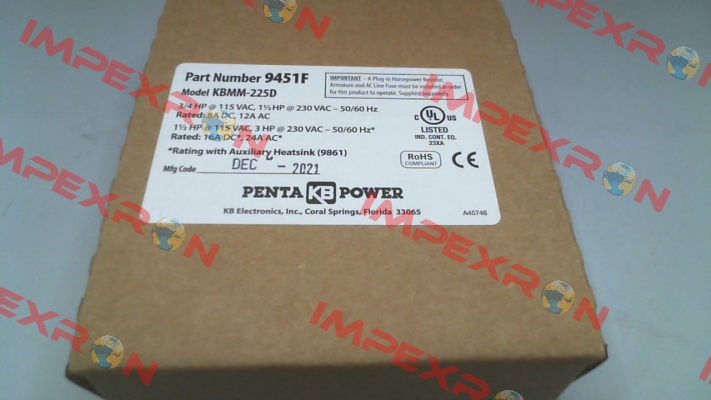 Part Number 9451F
Model KBMM-225D
3/4 HP @ 115 VAC, 1½ HP @ 230 VAC – 50/60 Hz
Rated: 8A DC, 12A AC
1½ HP @ 115 VAC, 3 HP @ 230 VAC – 50/60 Hz*
Rated: 16A DC*, 24A AC*
*Rating with Auxiliary Heatsink (9861)
Mfg Code DEC - 2021
IMPORTANT – A Plug-in Horsepower Resistor,
Armature and AC Line Fuse must be installed in order
for this product to operate. Supplied separately.
C UL US
LISTED
IND. CONT. EQ.
23XA
RoHS
COMPLIANT
CE
PENTA KB POWER
KB Electronics, Inc., Coral Springs, Florida 33065
A45746
IMPEXRON
IMPEXRON
IMPEXRON
IMPEXRON
IMPEXRON